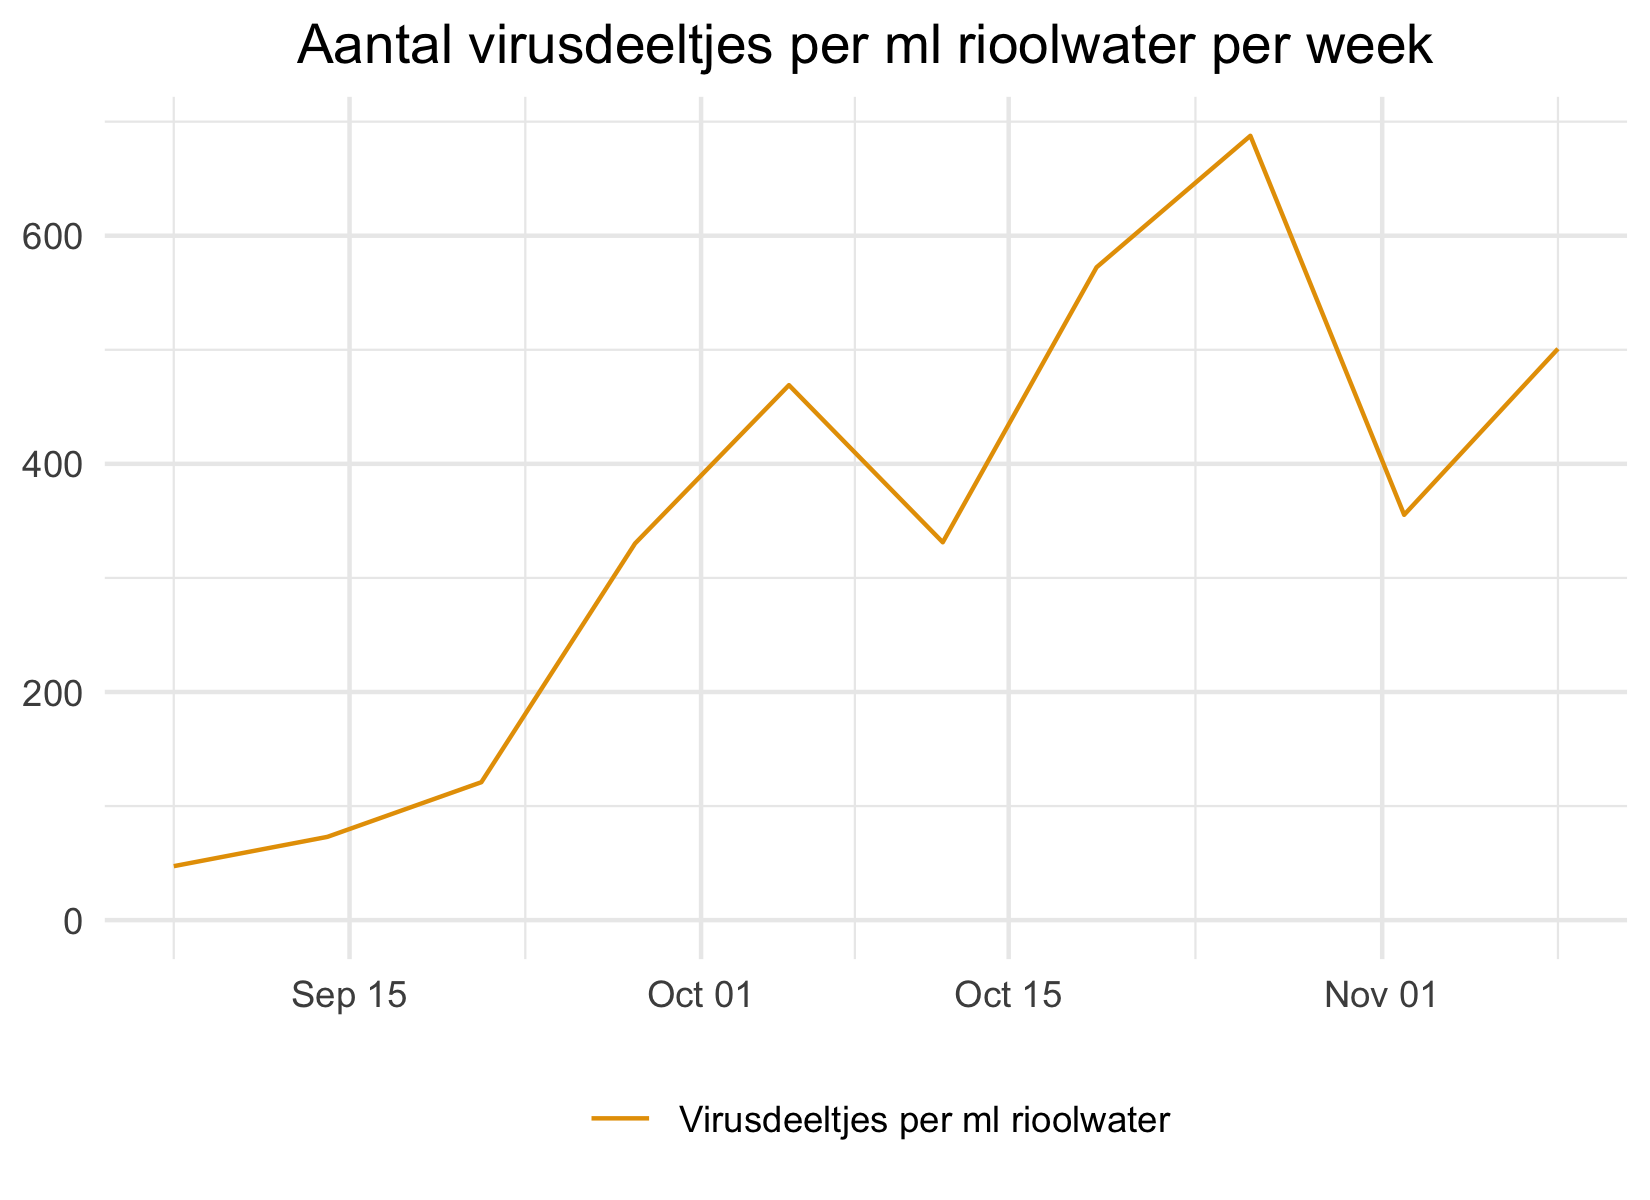 Aantal virusdeeltjes per ml rioolwater per week
600
400
200
0
Sep 15 Oct 01 Oct 15 Nov 01
Virusdeeltjes per ml rioolwater